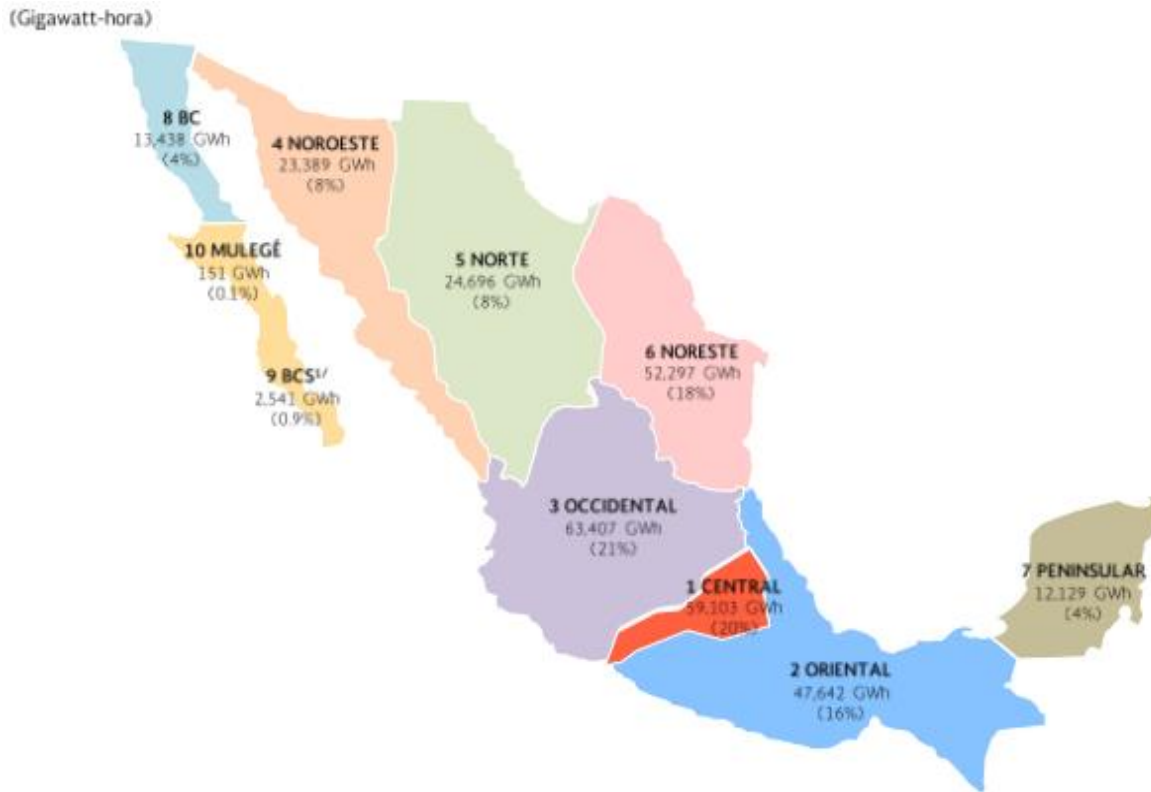 (Gigawatt-hora)
8 BC
13,438 GWh
(4%)
4 NOROESTE
23,389 GWh
(8%)
10 MULEGÉ
151 GWh
(0.1%)
5 NORTE
24,696 GWh
(8%)
6 NORESTE
52,297 GWh
(18%)
9 BCS¹/
2,541 GWh
(0.9%)
3 OCCIDENTAL
63,407 GWh
(21%)
1 CENTRAL
59,103 GWh
(20%)
7 PENINSULAR
12,129 GWh
(4%)
2 ORIENTAL
47,642 GWh
(16%)